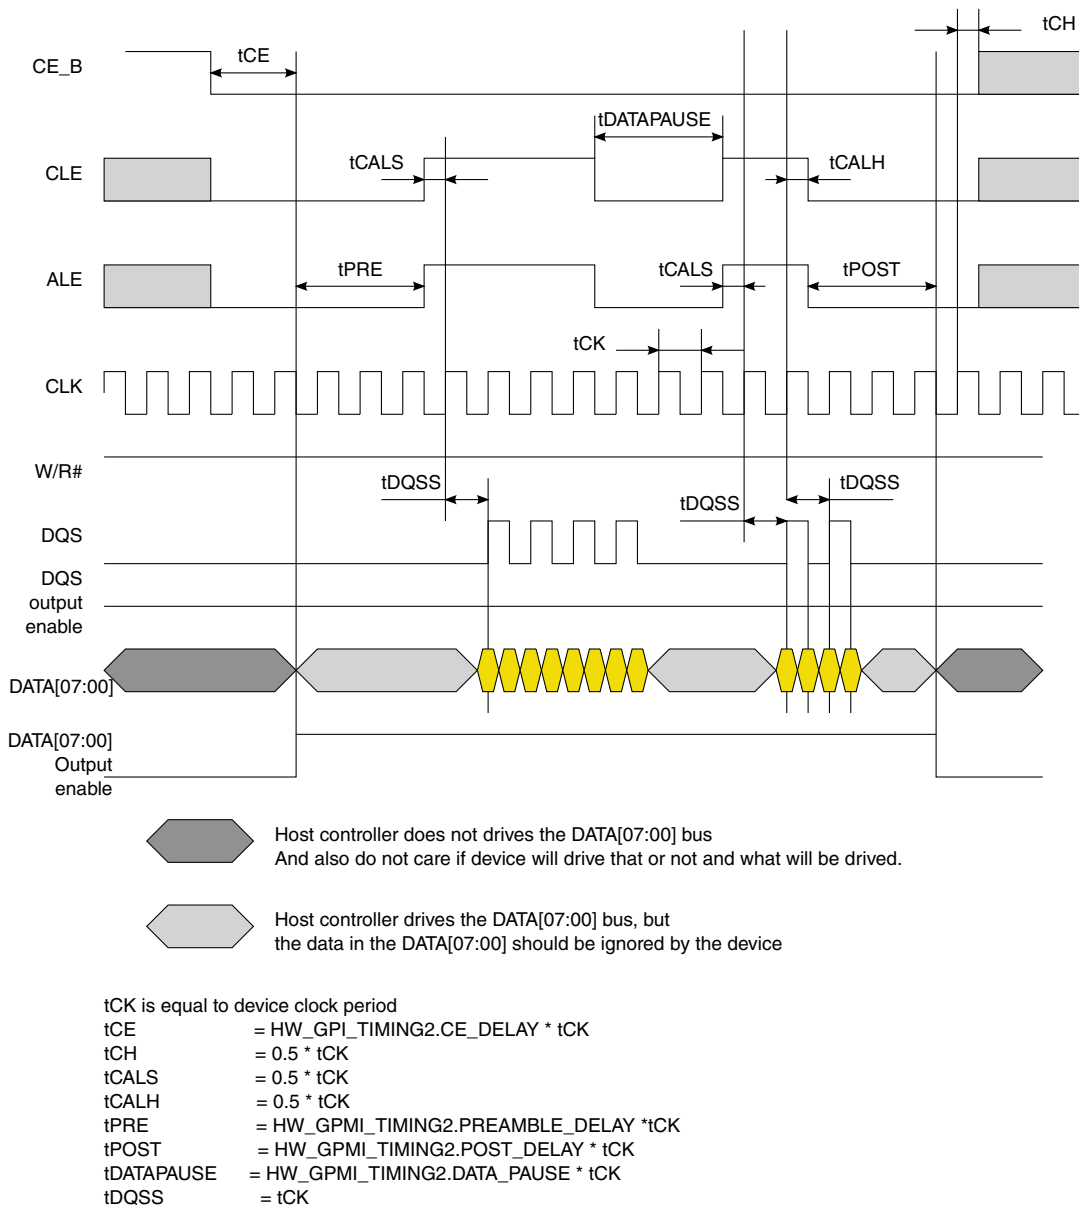 tCH
tCE
CE_B
tDATAPAUSE
tCALS
tCALH
CLE
tPRE
tCALS
tPOST
ALE
tCK
CLK
W/R#
tDQSS
tDQSS
tDQSS
DQS
DQS
output
enable
DATA[07:00]
DATA[07:00]
Output
enable
Host controller does not drives the DATA[07:00] bus
And also do not care if device will drive that or not and what will be drived.
Host controller drives the DATA[07:00] bus, but
the data in the DATA[07:00] should be ignored by the device
tCK is equal to device clock period
tCE = HW_GPI_TIMING2.CE_DELAY * tCK
tCH = 0.5 * tCK
tCALS = 0.5 * tCK
tCALH = 0.5 * tCK
tPRE = HW_GPMI_TIMING2.PREAMBLE_DELAY *tCK
tPOST = HW_GPMI_TIMING2.POST_DELAY * tCK
tDATAPAUSE = HW_GPMI_TIMING2.DATA_PAUSE * tCK
tDQSS = tCK